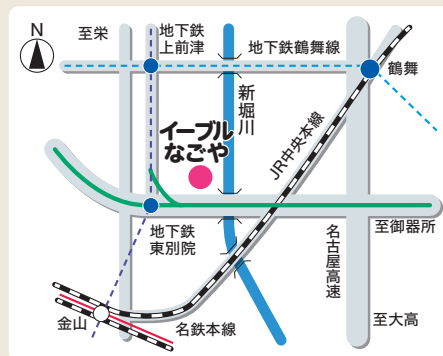 N
至栄
地下鉄
上前津
地下鉄鶴舞線
鶴舞
新堀川
イーブル
なごや
JR中央本線
地下鉄
東別院
名古屋高速
至御器所
金山
名鉄本線
至大高